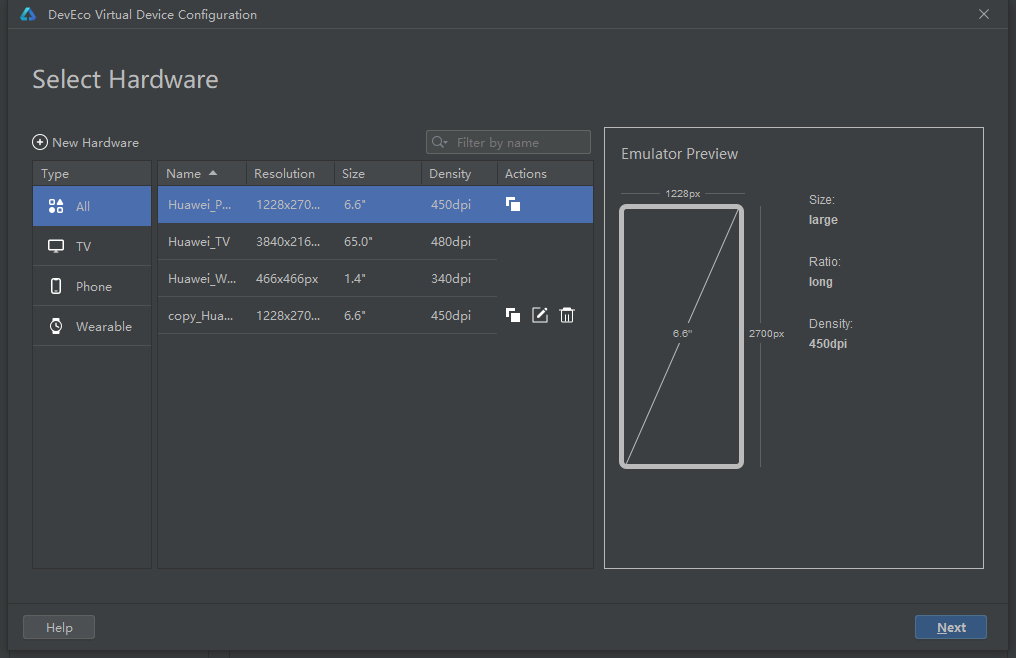 DevEco Virtual Device Configuration
Select Hardware
New Hardware
Filter by name
Type
All
TV
Phone
Wearable
Name Resolution Size Density Actions
Huawei_P... 1228x270... 6.6" 450dpi
Huawei_TV 3840x216... 65.0" 480dpi
Huawei_W... 466x466px 1.4" 340dpi
copy_Hua... 1228x270... 6.6" 450dpi
Emulator Preview
1228px
6.6"
2700px
Size:
large
Ratio:
long
Density:
450dpi
Help
Next